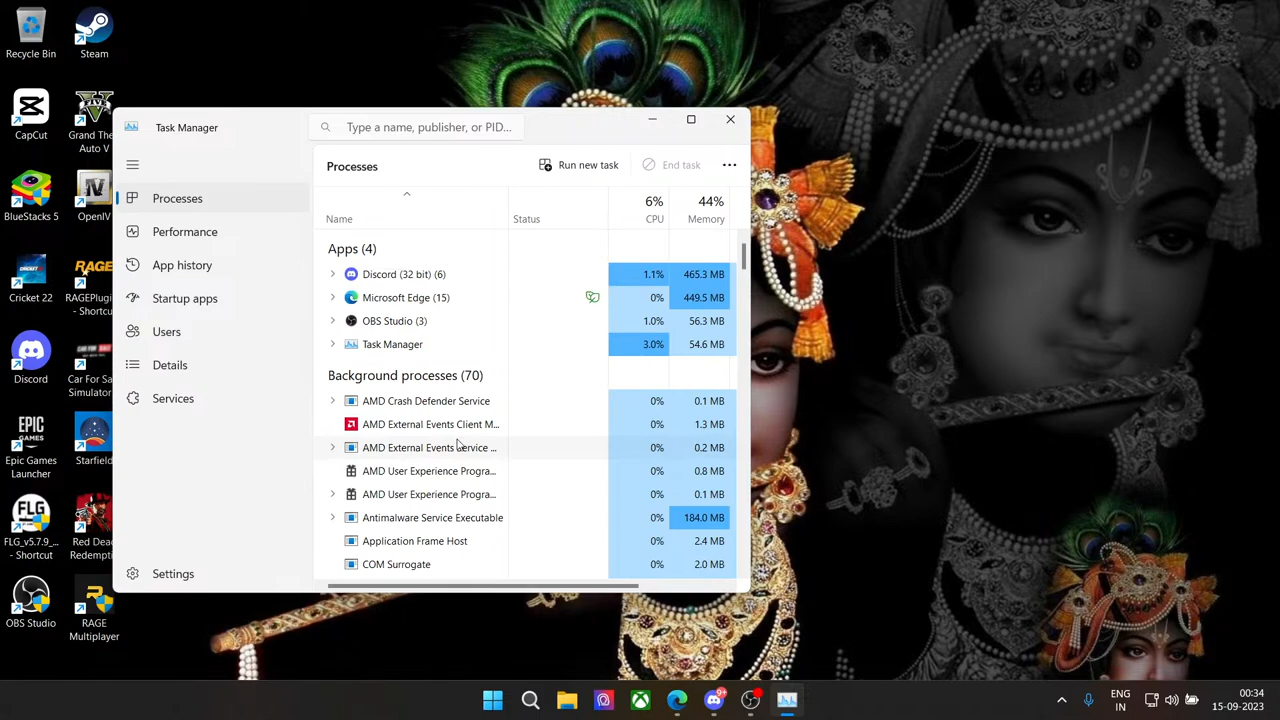 Recycle Bin
Steam
CapCut
Grand The
Auto V
BlueStacks 5
OpenIV
Cricket 22
RAGEPlugin
- Shortcut
Discord
Car For Sa
Simulator
Epic Games
Launcher
Starfield
FLG_v5.7.9_...
- Shortcut
Red Dead
Redemptio
OBS Studio
RAGE
Multiplayer
Task Manager
Type a name, publisher, or PID...
Processes
Performance
App history
Startup apps
Users
Details
Services
Settings
Processes
Run new task
End task
Name
Status
6%
CPU
44%
Memory
Apps (4)
Discord (32 bit) (6) 1.1% 465.3 MB
Microsoft Edge (15) 0% 449.5 MB
OBS Studio (3) 1.0% 56.3 MB
Task Manager 3.0% 54.6 MB
Background processes (70)
AMD Crash Defender Service 0% 0.1 MB
AMD External Events Client M... 0% 1.3 MB
AMD External Events Service ... 0% 0.2 MB
AMD User Experience Progra... 0% 0.8 MB
AMD User Experience Progra... 0% 0.1 MB
Antimalware Service Executable 0% 184.0 MB
Application Frame Host 0% 2.4 MB
COM Surrogate 0% 2.0 MB
9+
ENG
IN
00:34
15-09-2023